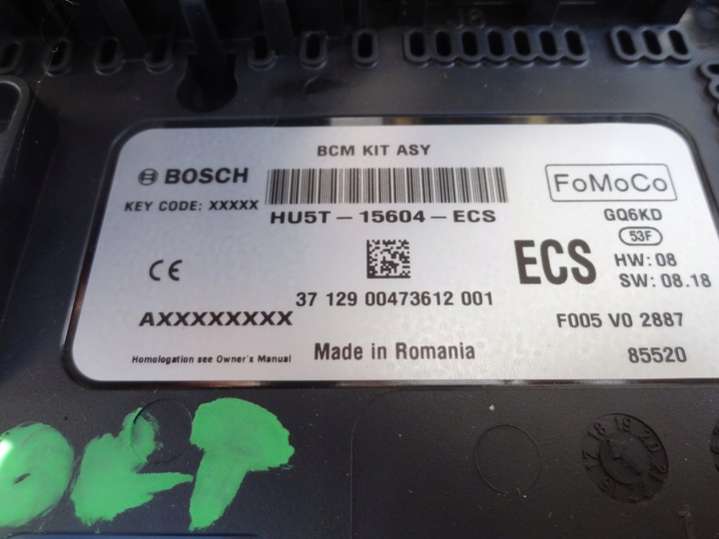 BCM KIT ASY
BOSCH
FoMoCo
KEY CODE: XXXXX
HU5T-15604-ECS
GQ6KD
53F
ECS
HW: 08
SW: 08.18
37 129 00473612 001
AXXXXXXXX
F005 V0 2887
Homologation see Owner's Manual
Made in Romania
85520